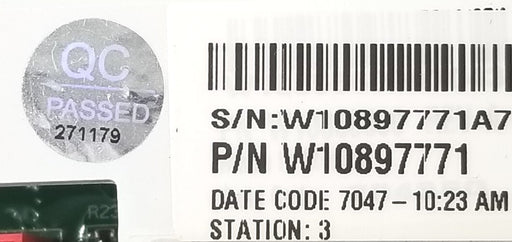 QC
PASSED
271179
S/N:W10897771A7
P/N W10897771
DATE CODE 7047 – 10:23 AM
STATION: 3